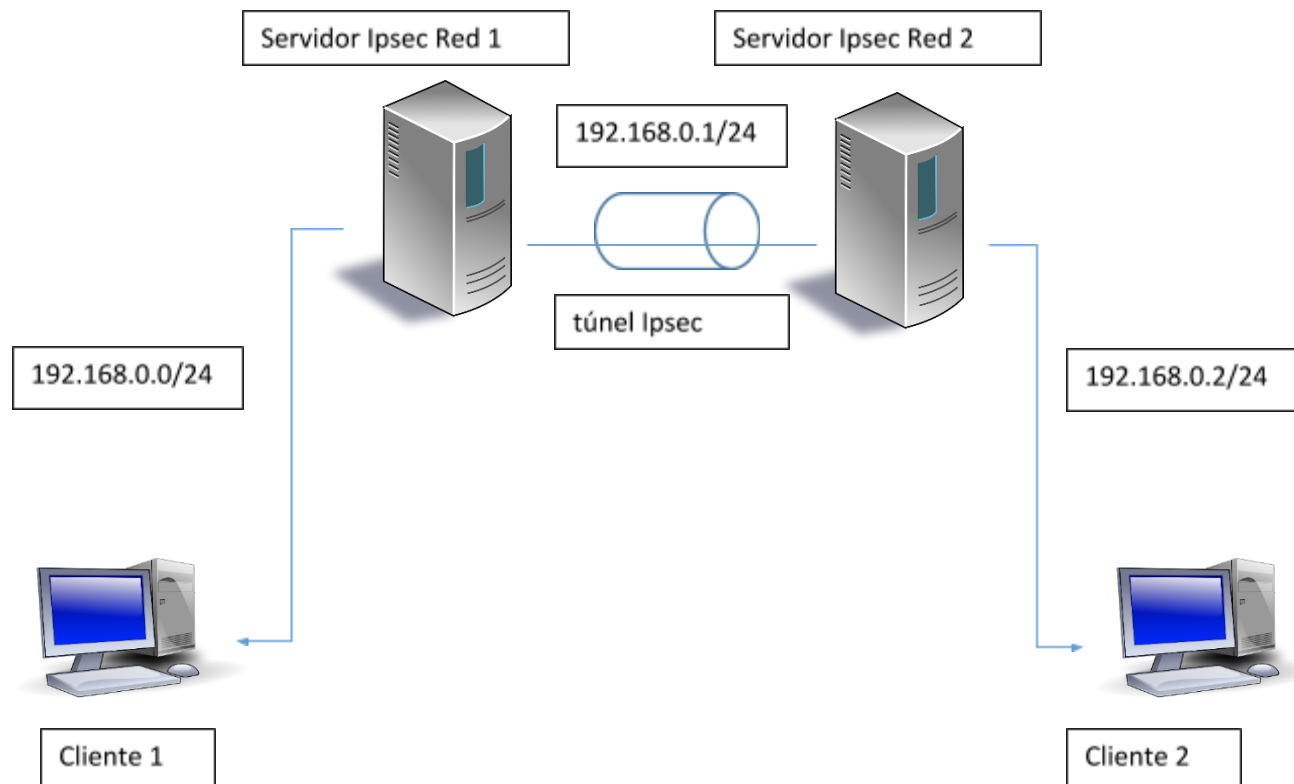 Servidor Ipsec Red 1
Servidor Ipsec Red 2
192.168.0.1/24
túnel Ipsec
192.168.0.0/24
192.168.0.2/24
Cliente 1
Cliente 2